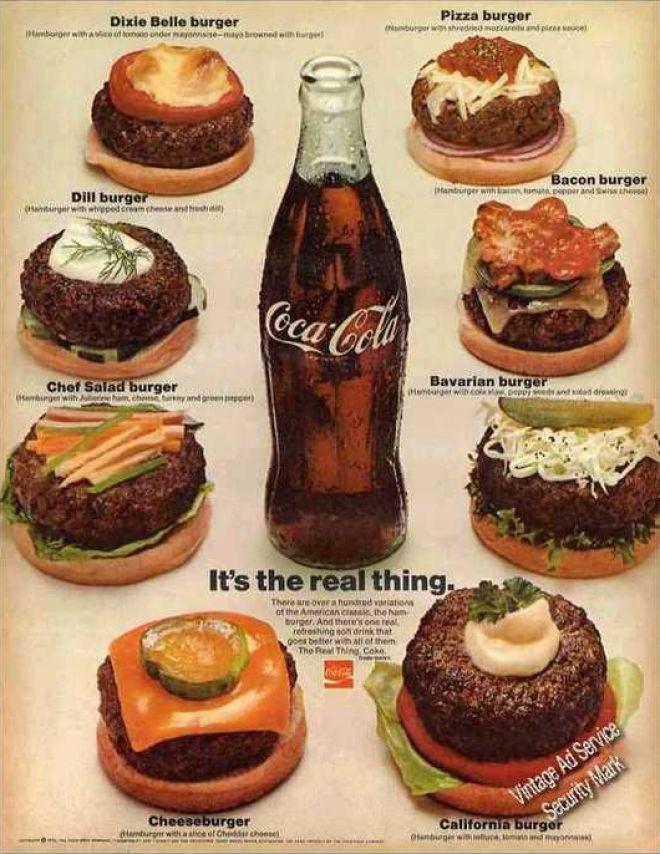 Dixie Belle burger
(Hamburger with a slice of tomato under mayonnaise—mayo browned with burger)
Pizza burger
(Hamburger with shredded mozzarella and pizza sauce)
Dill burger
(Hamburger with whipped cream cheese and fresh dill)
Bacon burger
(Hamburger with bacon, tomato, pepper and Swiss cheese)
Coca-Cola
Chef Salad burger
(Hamburger with Julienne ham, cheese, turkey and green pepper)
Bavarian burger
(Hamburger with cole slaw, poppy seeds and salad dressing)
It's the real thing.
There are over a hundred variations
of the American classic, the ham-
burger. And there's one real,
refreshing soft drink that
goes better with all of them.
The Real Thing. Coke.
Trade-mark®
Coca-Cola
Cheeseburger
(Hamburger with a slice of Cheddar cheese)
California burger
(Hamburger with lettuce, tomato and mayonnaise)
Vintage Ad Service
Security Mark